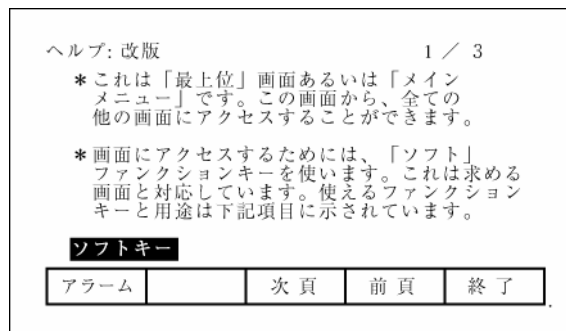 ヘルプ: 改版 1 / 3
*これは「最上位」画面あるいは「メイン
メニュー」です。この画面から、全ての
他の画面にアクセスすることができます。
*画面にアクセスするためには、「ソフト」
ファンクションキーを使います。これは求める
画面と対応しています。使えるファンクション
キーと用途は下記項目に示されています。
ソフトキー
アラーム 次頁 前頁 終了